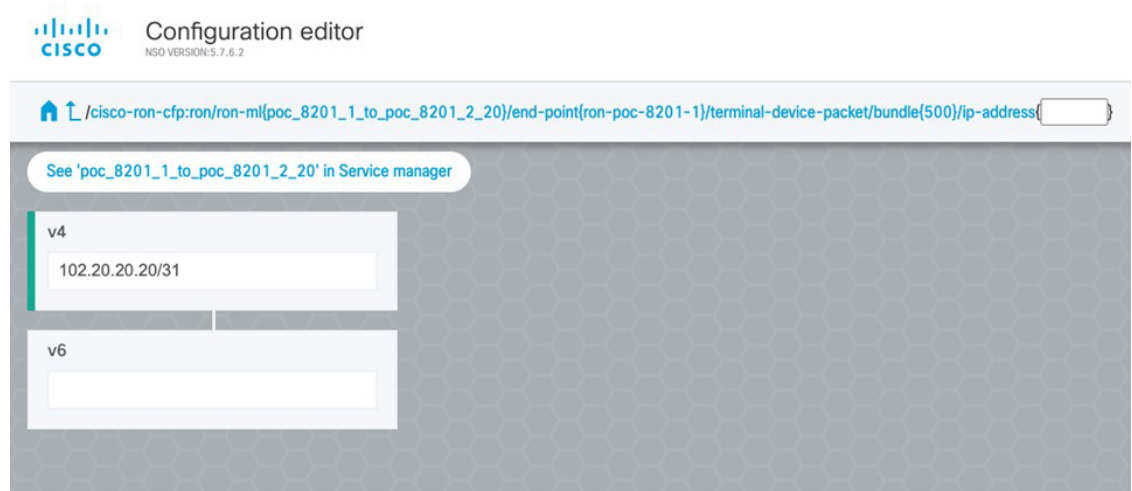 CISCO
Configuration editor
NSO VERSION:5.7.6.2
/cisco-ron-cfp:ron/ron-ml{poc_8201_1_to_poc_8201_2_20}/end-point{ron-poc-8201-1}/terminal-device-packet/bundle{500}/ip-address{ }
See 'poc_8201_1_to_poc_8201_2_20' in Service manager
v4
102.20.20.20/31
v6